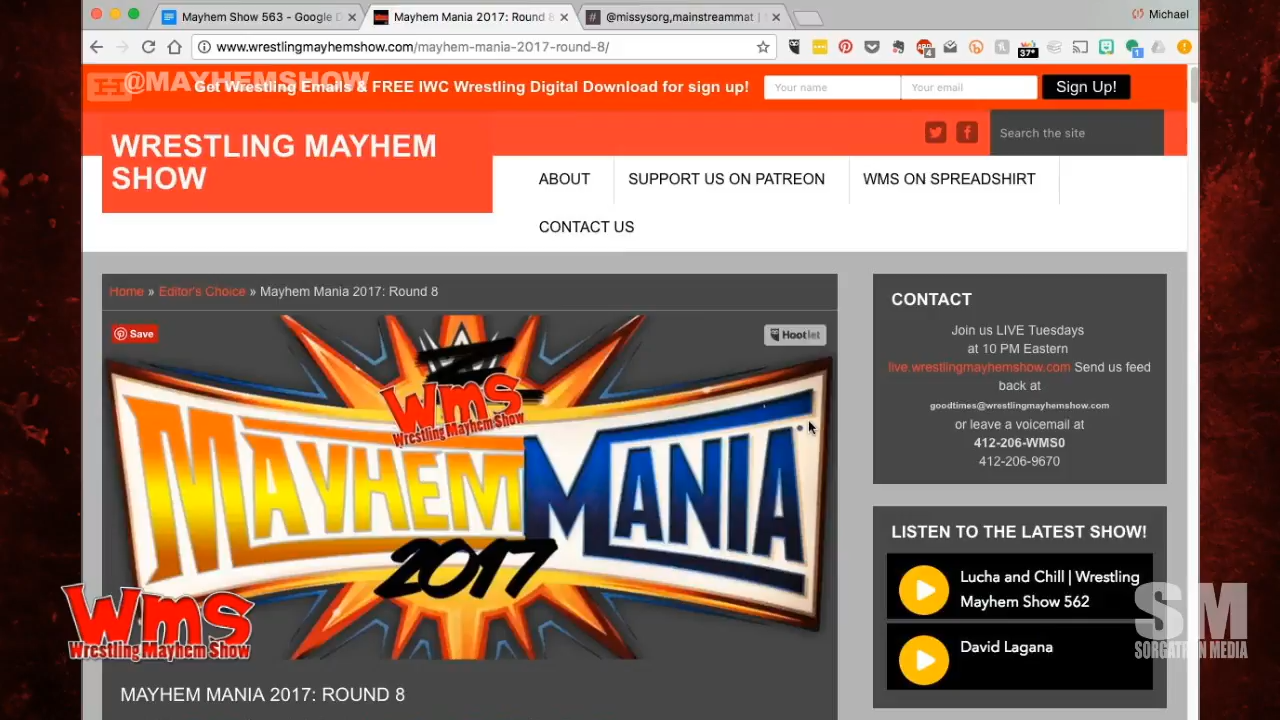 Mayhem Show 563 - Google D
Mayhem Mania 2017: Round 8
@missysorg,mainstreammat |
Michael
www.wrestlingmayhemshow.com/mayhem-mania-2017-round-8/
4
37°
1
@MAYHEMSHOW
Get Wrestling Emails & FREE IWC Wrestling Digital Download for sign up!
Your name
Your email
Sign Up!
WRESTLING MAYHEM
SHOW
Search the site
ABOUT
SUPPORT US ON PATREON
WMS ON SPREADSHIRT
CONTACT US
Home » Editor's Choice » Mayhem Mania 2017: Round 8
Save
Hootlet
WMS
Wrestling Mayhem Show
MAYHEM MANIA
2017
MAYHEM MANIA 2017: ROUND 8
CONTACT
Join us LIVE Tuesdays
at 10 PM Eastern
live.wrestlingmayhemshow.com Send us feed
back at
goodtimes@wrestlingmayhemshow.com
or leave a voicemail at
412-206-WMS0
412-206-9670
LISTEN TO THE LATEST SHOW!
Lucha and Chill | Wrestling
Mayhem Show 562
David Lagana
WMS
Wrestling Mayhem Show
SM
SORGATRON MEDIA